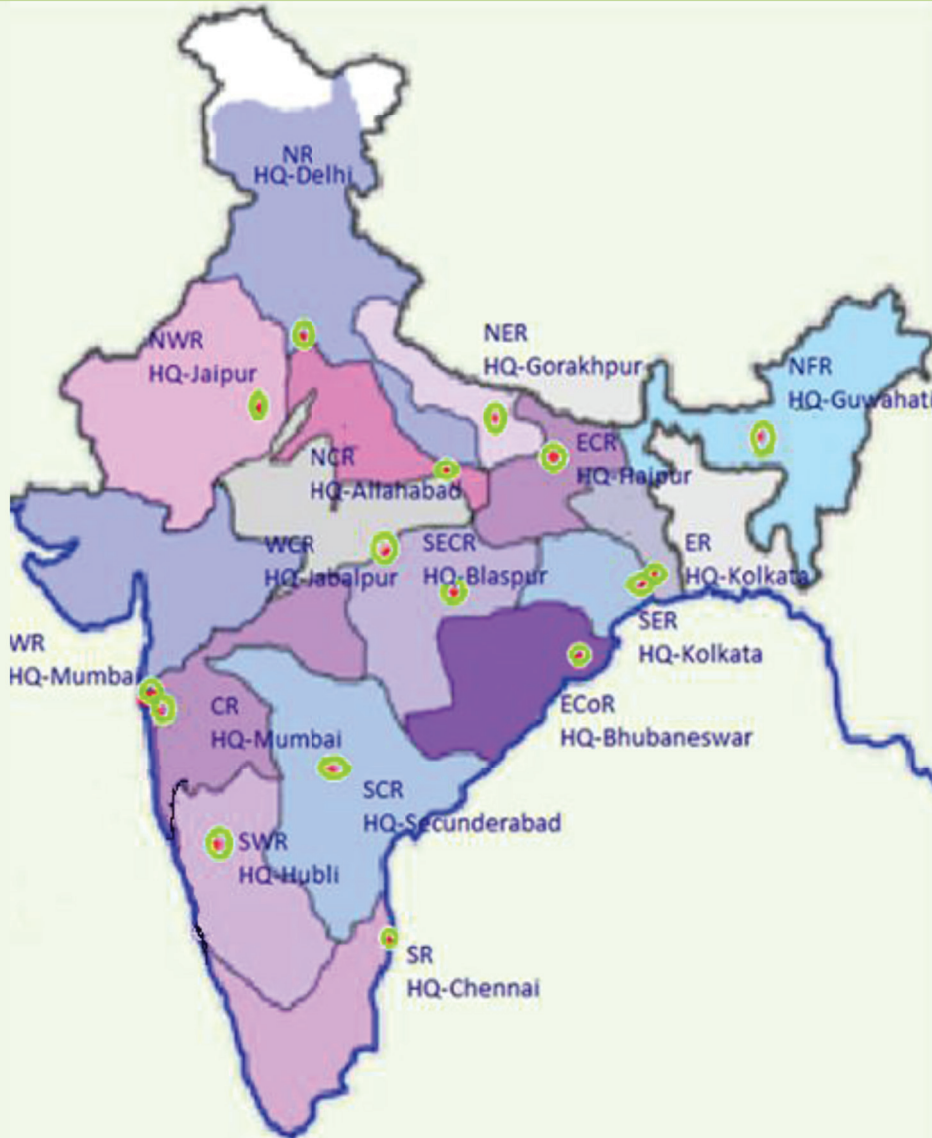 NR
HQ-Delhi
NWR
HQ-Jaipur
NER
HQ-Gorakhpur
NFR
HQ-Guwahati
NCR
HQ-Allahabad
ECR
HQ-Hajpur
WCR
HQ-Jabalpur
SECR
HQ-Blaspur
ER
HQ-Kolkata
SER
HQ-Kolkata
WR
HQ-Mumbai
CR
HQ-Mumbai
ECoR
HQ-Bhubaneswar
SCR
HQ-Secunderabad
SWR
HQ-Hubli
SR
HQ-Chennai